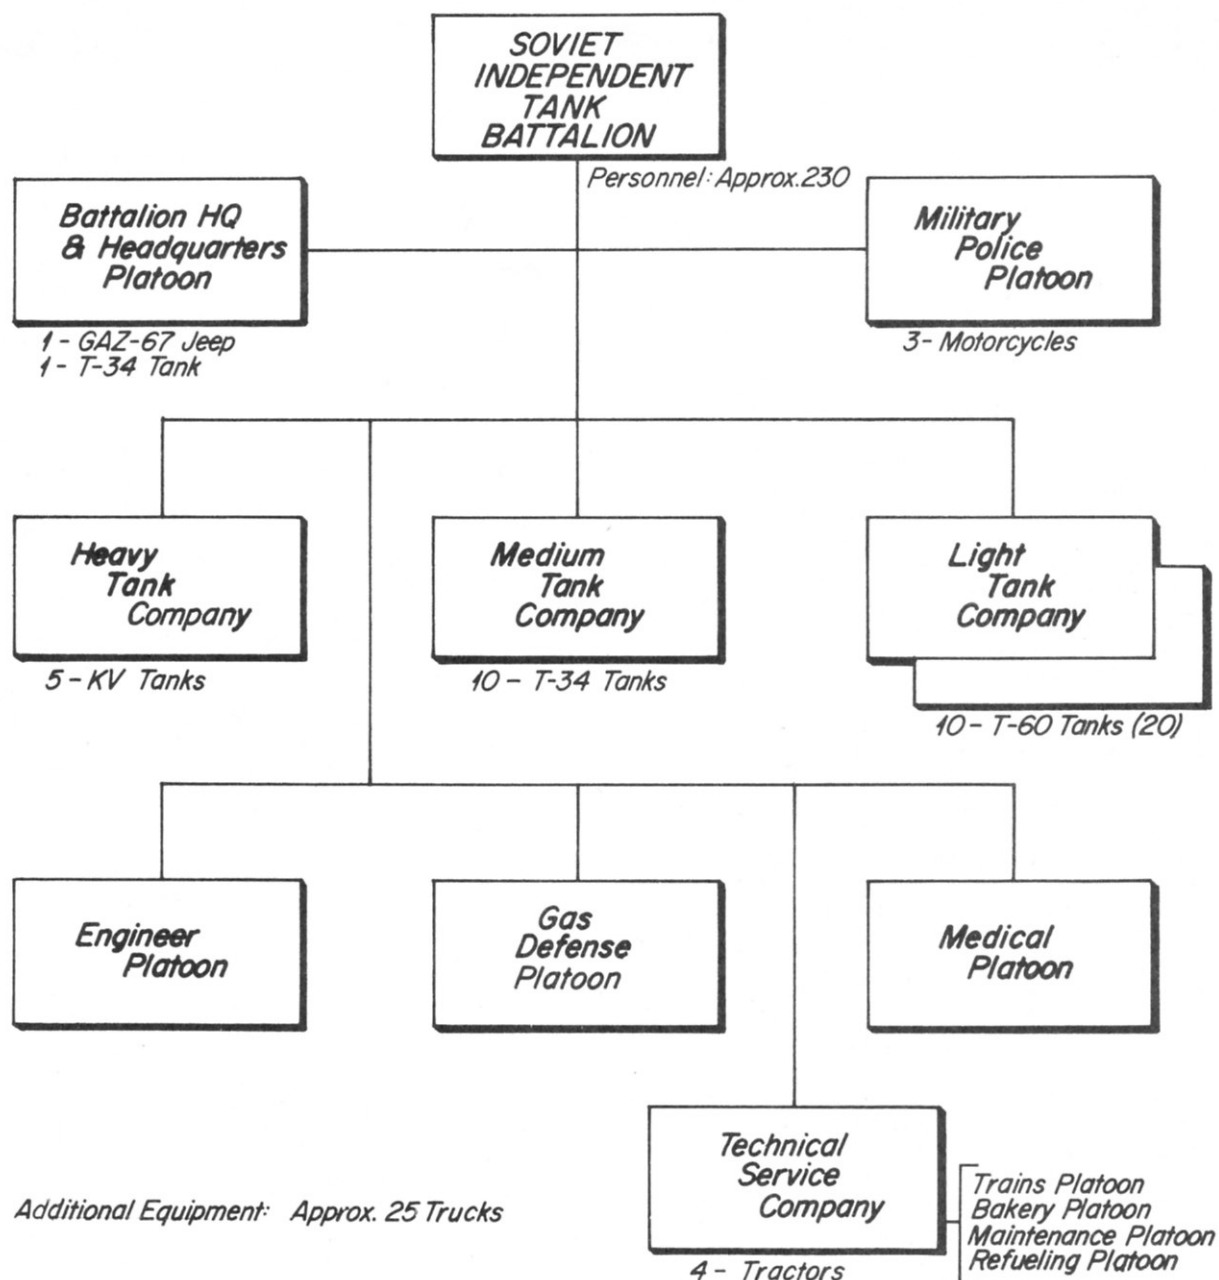 SOVIET
INDEPENDENT
TANK
BATTALION
Personnel: Approx. 230
Battalion HQ
& Headquarters
Platoon
1 - GAZ-67 Jeep
1 - T-34 Tank
Military
Police
Platoon
3 - Motorcycles
Heavy
Tank
Company
5 - KV Tanks
Medium
Tank
Company
10 - T-34 Tanks
Light
Tank
Company
10 - T-60 Tanks (20)
Engineer
Platoon
Gas
Defense
Platoon
Medical
Platoon
Technical
Service
Company
4 - Tractors
Trains Platoon
Bakery Platoon
Maintenance Platoon
Refueling Platoon
Additional Equipment: Approx. 25 Trucks